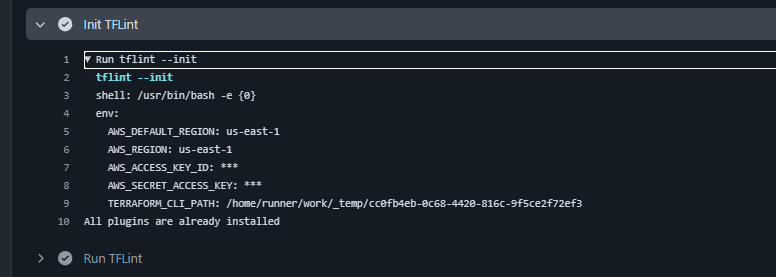 Init TFLint
1 Run tflint --init
2 tflint --init
3 shell: /usr/bin/bash -e {0}
4 env:
5 AWS_DEFAULT_REGION: us-east-1
6 AWS_REGION: us-east-1
7 AWS_ACCESS_KEY_ID: ***
8 AWS_SECRET_ACCESS_KEY: ***
9 TERRAFORM_CLI_PATH: /home/runner/work/_temp/cc0fb4eb-0c68-4420-816c-9f5ce2f72ef3
10 All plugins are already installed
Run TFLint